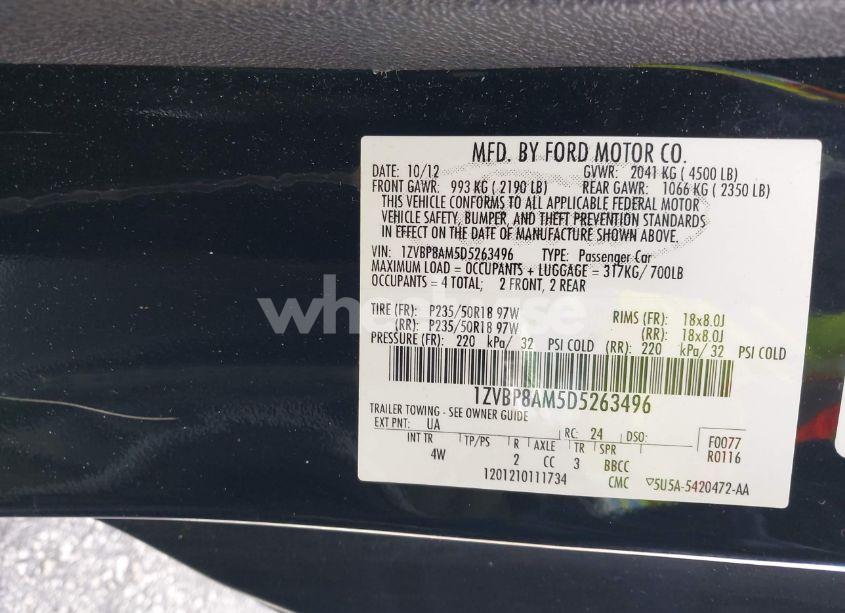 MFD. BY FORD MOTOR CO.
DATE: 10/12 GVWR: 2041 KG ( 4500 LB)
FRONT GAWR: 993 KG ( 2190 LB) REAR GAWR: 1066 KG ( 2350 LB)
THIS VEHICLE CONFORMS TO ALL APPLICABLE FEDERAL MOTOR
VEHICLE SAFETY, BUMPER, AND THEFT PREVENTION STANDARDS
IN EFFECT ON THE DATE OF MANUFACTURE SHOWN ABOVE.
VIN: 1ZVBP8AM5D5263496 TYPE: Passenger Car
MAXIMUM LOAD = OCCUPANTS + LUGGAGE = 317KG/ 700LB
OCCUPANTS = 4 TOTAL; 2 FRONT, 2 REAR
TIRE (FR): P235/50R18 97W RIMS (FR): 18x8.0J
(RR): P235/50R18 97W (RR): 18x8.0J
PRESSURE (FR): 220 kPa/ 32 PSI COLD (RR): 220 kPa/ 32 PSI COLD
1ZVBP8AM5D5263496
TRAILER TOWING - SEE OWNER GUIDE
EXT PNT: UA RC: 24 DSO: F0077
R0116
INT TR TP/PS R AXLE TR SPR
4W 2 CC 3 BBCC
1201210111734 CMC ▽5U5A-5420472-AA